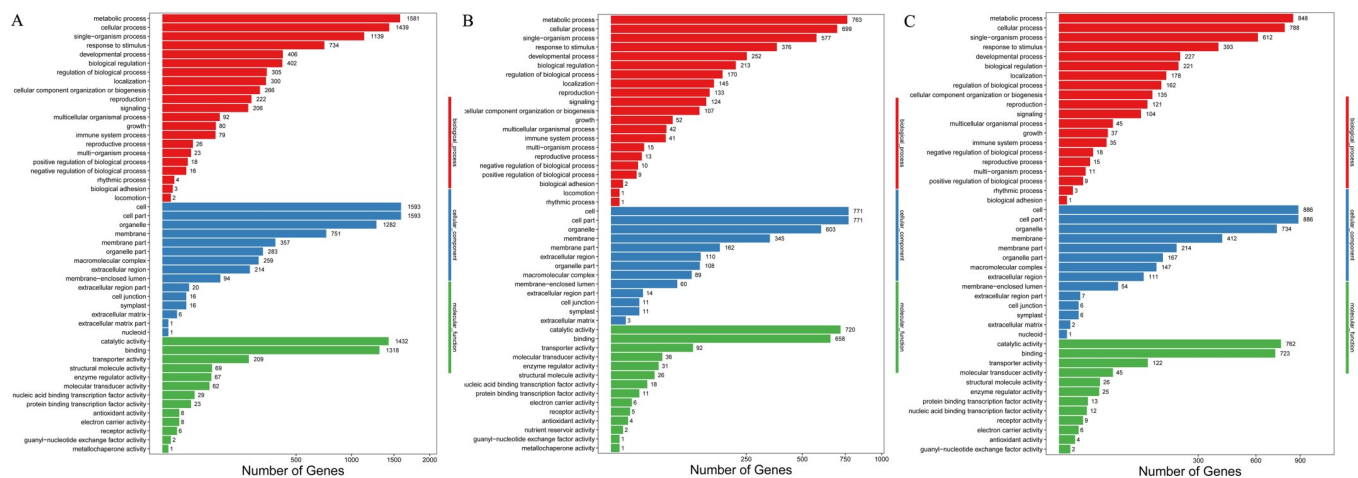 A
metabolic process 1581
cellular process 1439
single-organism process 1139
response to stimulus 734
developmental process 406
biological regulation 402
regulation of biological process 305
localization 300
cellular component organization or biogenesis 266
reproduction 222
signaling 206
multicellular organismal process 92
growth 80
immune system process 79
reproductive process 26
multi-organism process 23
positive regulation of biological process 18
negative regulation of biological process 16
rhythmic process 4
biological adhesion 3
locomotion 2
cell 1593
cell part 1593
organelle 1282
membrane 751
membrane part 357
organelle part 283
macromolecular complex 259
extracellular region 214
membrane-enclosed lumen 94
extracellular region part 20
cell junction 16
symplast 16
extracellular matrix 6
extracellular matrix part 1
nucleoid 1
catalytic activity 1432
binding 1318
transporter activity 209
structural molecule activity 69
enzyme regulator activity 67
molecular transducer activity 62
nucleic acid binding transcription factor activity 29
protein binding transcription factor activity 23
antioxidant activity 8
electron carrier activity 8
receptor activity 6
guanyl-nucleotide exchange factor activity 2
metallochaperone activity 1
500 1000 1500 2000
Number of Genes
biological_process
cellular_component
molecular_function
B
metabolic process 763
cellular process 699
single-organism process 577
response to stimulus 376
developmental process 252
biological regulation 213
regulation of biological process 170
localization 145
reproduction 133
signaling 124
cellular component organization or biogenesis 107
growth 52
multicellular organismal process 42
immune system process 41
multi-organism process 15
reproductive process 13
negative regulation of biological process 10
positive regulation of biological process 9
biological adhesion 2
locomotion 1
rhythmic process 1
cell 771
cell part 771
organelle 603
membrane 345
membrane part 162
extracellular region 110
organelle part 108
macromolecular complex 89
membrane-enclosed lumen 60
extracellular region part 14
cell junction 11
symplast 11
extracellular matrix 3
catalytic activity 720
binding 658
transporter activity 92
molecular transducer activity 36
enzyme regulator activity 31
structural molecule activity 26
nucleic acid binding transcription factor activity 18
protein binding transcription factor activity 11
electron carrier activity 6
receptor activity 5
antioxidant activity 4
nutrient reservoir activity 2
guanyl-nucleotide exchange factor activity 1
metallochaperone activity 1
250 500 750 1000
Number of Genes
biological_process
cellular_component
molecular_function
C
metabolic process 848
cellular process 788
single-organism process 612
response to stimulus 393
developmental process 227
biological regulation 221
localization 178
regulation of biological process 162
cellular component organization or biogenesis 135
reproduction 121
signaling 104
multicellular organismal process 45
growth 37
immune system process 35
negative regulation of biological process 18
reproductive process 15
multi-organism process 11
positive regulation of biological process 9
rhythmic process 3
biological adhesion 1
cell 886
cell part 886
organelle 734
membrane 412
membrane part 214
organelle part 167
macromolecular complex 147
extracellular region 111
membrane-enclosed lumen 54
extracellular region part 7
cell junction 6
symplast 6
extracellular matrix 2
nucleoid 1
catalytic activity 762
binding 723
transporter activity 122
molecular transducer activity 45
structural molecule activity 26
enzyme regulator activity 25
protein binding transcription factor activity 13
nucleic acid binding transcription factor activity 12
receptor activity 9
electron carrier activity 6
antioxidant activity 4
guanyl-nucleotide exchange factor activity 2
300 600 900
Number of Genes
biological_process
cellular_component
molecular_function